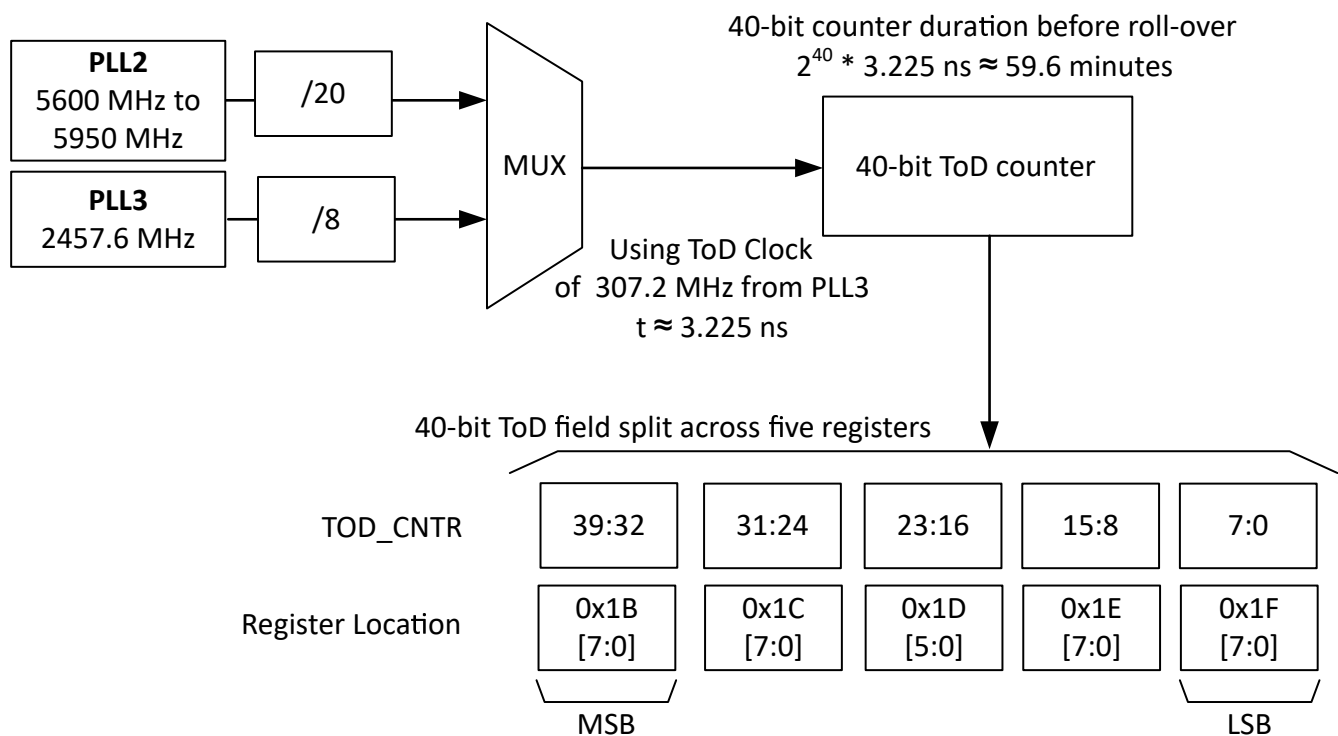 40-bit counter duration before roll-over
2^40 * 3.225 ns ≈ 59.6 minutes
PLL2
5600 MHz to
5950 MHz
/20
PLL3
2457.6 MHz
/8
MUX
40-bit ToD counter
Using ToD Clock
of 307.2 MHz from PLL3
t ≈ 3.225 ns
40-bit ToD field split across five registers
TOD_CNTR
39:32
31:24
23:16
15:8
7:0
Register Location
0x1B
[7:0]
0x1C
[7:0]
0x1D
[5:0]
0x1E
[7:0]
0x1F
[7:0]
MSB
LSB